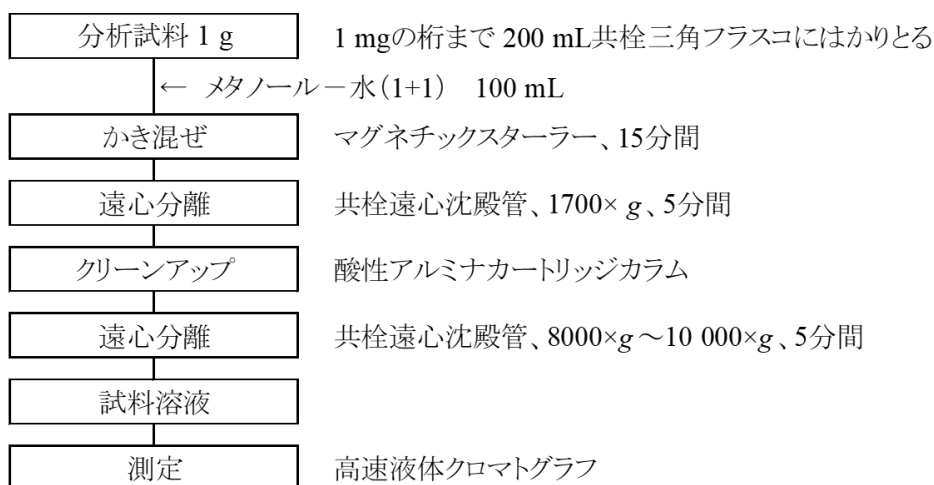 分析試料 1 g 1 mgの桁まで 200 mL共栓三角フラスコにはかりとる
← メタノール－水(1+1) 100 mL
かき混ぜ マグネチックスターラー、15分間
遠心分離 共栓遠心沈殿管、1700× g、5分間
クリーンアップ 酸性アルミナカートリッジカラム
遠心分離 共栓遠心沈殿管、8000×g～10 000×g、5分間
試料溶液
測定 高速液体クロマトグラフ